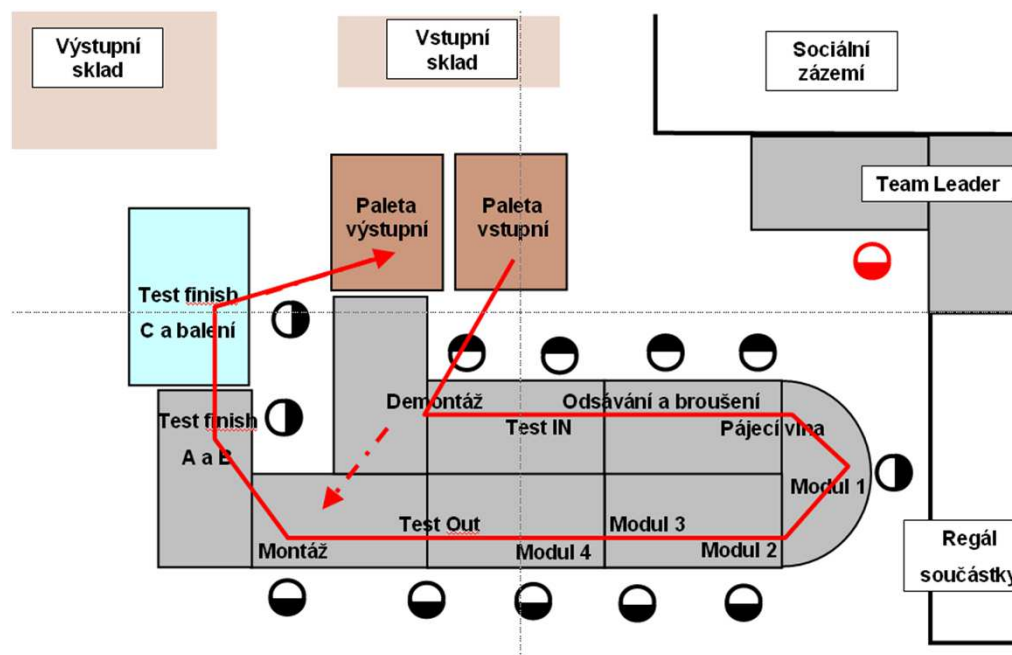 Výstupní
sklad
Vstupní
sklad
Sociální
zázemí
Team Leader
Paleta
výstupní
Paleta
vstupní
Test finish
C a balení
Demontáž
Odsávání a broušení
Test finish
A a B
Test IN
Pájecí vlna
Modul 1
Test Out
Modul 3
Montáž
Modul 4
Modul 2
Regál
součástky